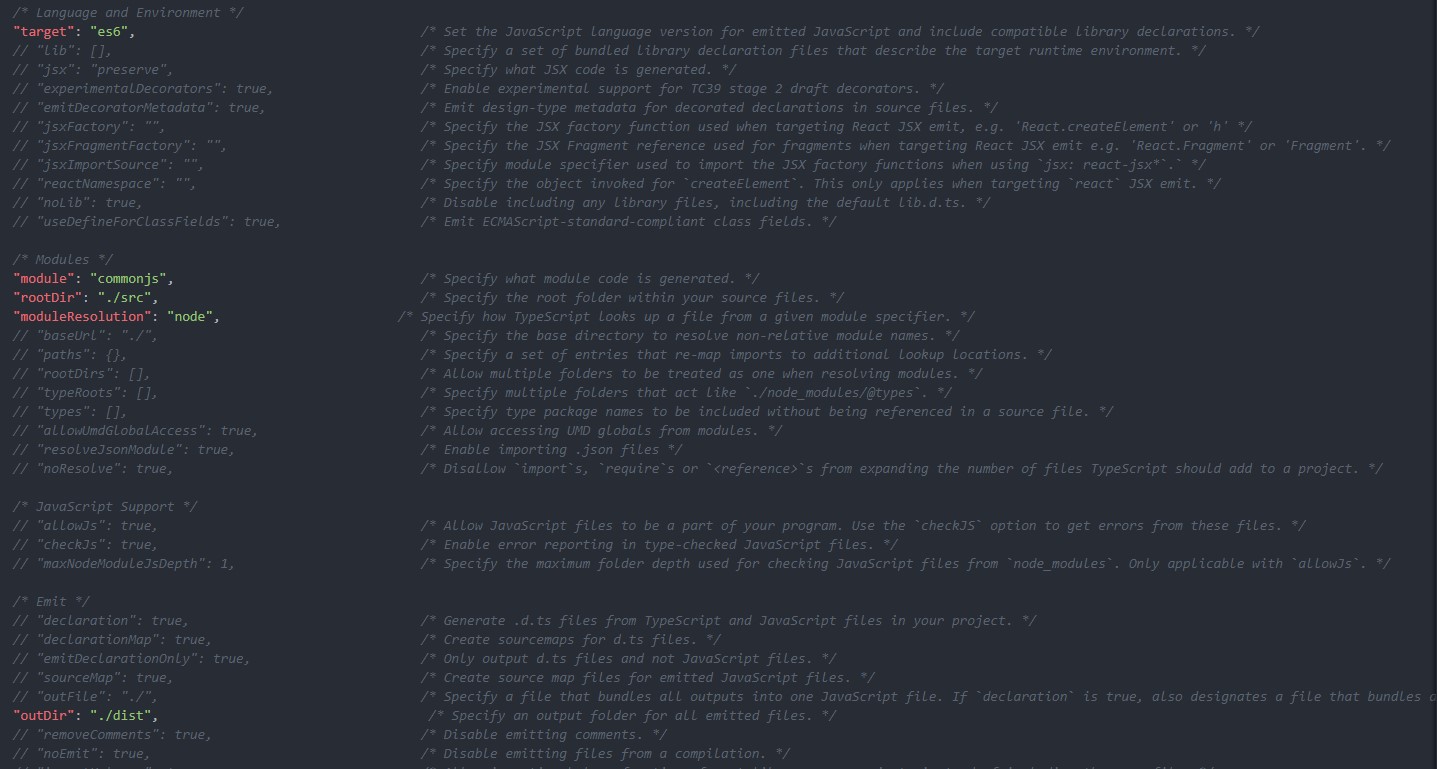 /* Language and Environment */
"target": "es6", /* Set the JavaScript language version for emitted JavaScript and include compatible library declarations. */
// "lib": [], /* Specify a set of bundled library declaration files that describe the target runtime environment. */
// "jsx": "preserve", /* Specify what JSX code is generated. */
// "experimentalDecorators": true, /* Enable experimental support for TC39 stage 2 draft decorators. */
// "emitDecoratorMetadata": true, /* Emit design-type metadata for decorated declarations in source files. */
// "jsxFactory": "", /* Specify the JSX factory function used when targeting React JSX emit, e.g. 'React.createElement' or 'h' */
// "jsxFragmentFactory": "", /* Specify the JSX Fragment reference used for fragments when targeting React JSX emit e.g. 'React.Fragment' or 'Fragment'. */
// "jsxImportSource": "", /* Specify module specifier used to import the JSX factory functions when using `jsx: react-jsx*`.` */
// "reactNamespace": "", /* Specify the object invoked for `createElement`. This only applies when targeting `react` JSX emit. */
// "noLib": true, /* Disable including any library files, including the default lib.d.ts. */
// "useDefineForClassFields": true, /* Emit ECMAScript-standard-compliant class fields. */
/* Modules */
"module": "commonjs", /* Specify what module code is generated. */
"rootDir": "./src", /* Specify the root folder within your source files. */
"moduleResolution": "node", /* Specify how TypeScript looks up a file from a given module specifier. */
// "baseUrl": "./", /* Specify the base directory to resolve non-relative module names. */
// "paths": {}, /* Specify a set of entries that re-map imports to additional lookup locations. */
// "rootDirs": [], /* Allow multiple folders to be treated as one when resolving modules. */
// "typeRoots": [], /* Specify multiple folders that act like `./node_modules/@types`. */
// "types": [], /* Specify type package names to be included without being referenced in a source file. */
// "allowUmdGlobalAccess": true, /* Allow accessing UMD globals from modules. */
// "resolveJsonModule": true, /* Enable importing .json files */
// "noResolve": true, /* Disallow `import`s, `require`s or `<reference>`s from expanding the number of files TypeScript should add to a project. */
/* JavaScript Support */
// "allowJs": true, /* Allow JavaScript files to be a part of your program. Use the `checkJS` option to get errors from these files. */
// "checkJs": true, /* Enable error reporting in type-checked JavaScript files. */
// "maxNodeModuleJsDepth": 1, /* Specify the maximum folder depth used for checking JavaScript files from `node_modules`. Only applicable with `allowJs`. */
/* Emit */
// "declaration": true, /* Generate .d.ts files from TypeScript and JavaScript files in your project. */
// "declarationMap": true, /* Create sourcemaps for d.ts files. */
// "emitDeclarationOnly": true, /* Only output d.ts files and not JavaScript files. */
// "sourceMap": true, /* Create source map files for emitted JavaScript files. */
// "outFile": "./", /* Specify a file that bundles all outputs into one JavaScript file. If `declaration` is true, also designates a file that bundles
"outDir": "./dist", /* Specify an output folder for all emitted files. */
// "removeComments": true, /* Disable emitting comments. */
// "noEmit": true, /* Disable emitting files from a compilation. */